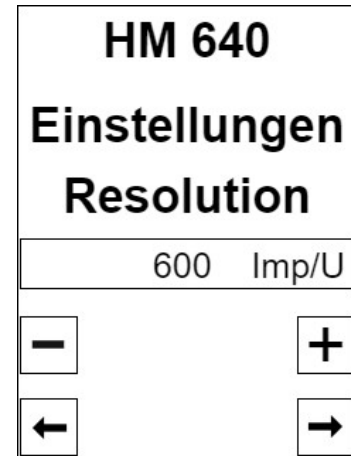 HM 640
Einstellungen
Resolution
600 Imp/U
− +
← →